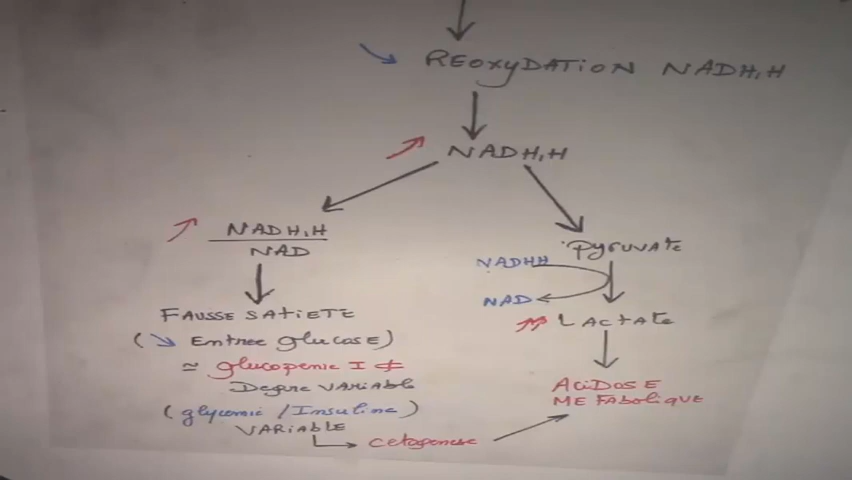 ↘ REOXYDATION NADH,H
↗ NADH,H
↗ NADH,H
NAD
Pyruvate
NADHH
NAD
FAUSSE SATIETE
↗↗ LActate
(↘ Entree glucosE)
≃ glucopenie I ≠
Degre VARiAblE
(glycemie / Insuline)
VARIAbLE
cetogenese
AciDOSE
METAboliqUE